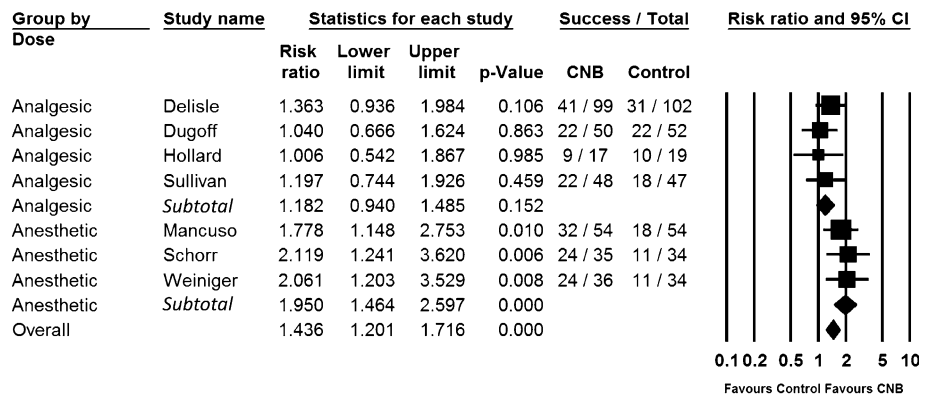 Group by Study name Statistics for each study Success / Total Risk ratio and 95% CI
Dose
Risk Lower Upper
ratio limit limit p-Value CNB Control
Analgesic Delisle 1.363 0.936 1.984 0.106 41 / 99 31 / 102
Analgesic Dugoff 1.040 0.666 1.624 0.863 22 / 50 22 / 52
Analgesic Hollard 1.006 0.542 1.867 0.985 9 / 17 10 / 19
Analgesic Sullivan 1.197 0.744 1.926 0.459 22 / 48 18 / 47
Analgesic Subtotal 1.182 0.940 1.485 0.152
Anesthetic Mancuso 1.778 1.148 2.753 0.010 32 / 54 18 / 54
Anesthetic Schorr 2.119 1.241 3.620 0.006 24 / 35 11 / 34
Anesthetic Weiniger 2.061 1.203 3.529 0.008 24 / 36 11 / 34
Anesthetic Subtotal 1.950 1.464 2.597 0.000
Overall 1.436 1.201 1.716 0.000
0.1 0.2 0.5 1 2 5 10
Favours Control Favours CNB